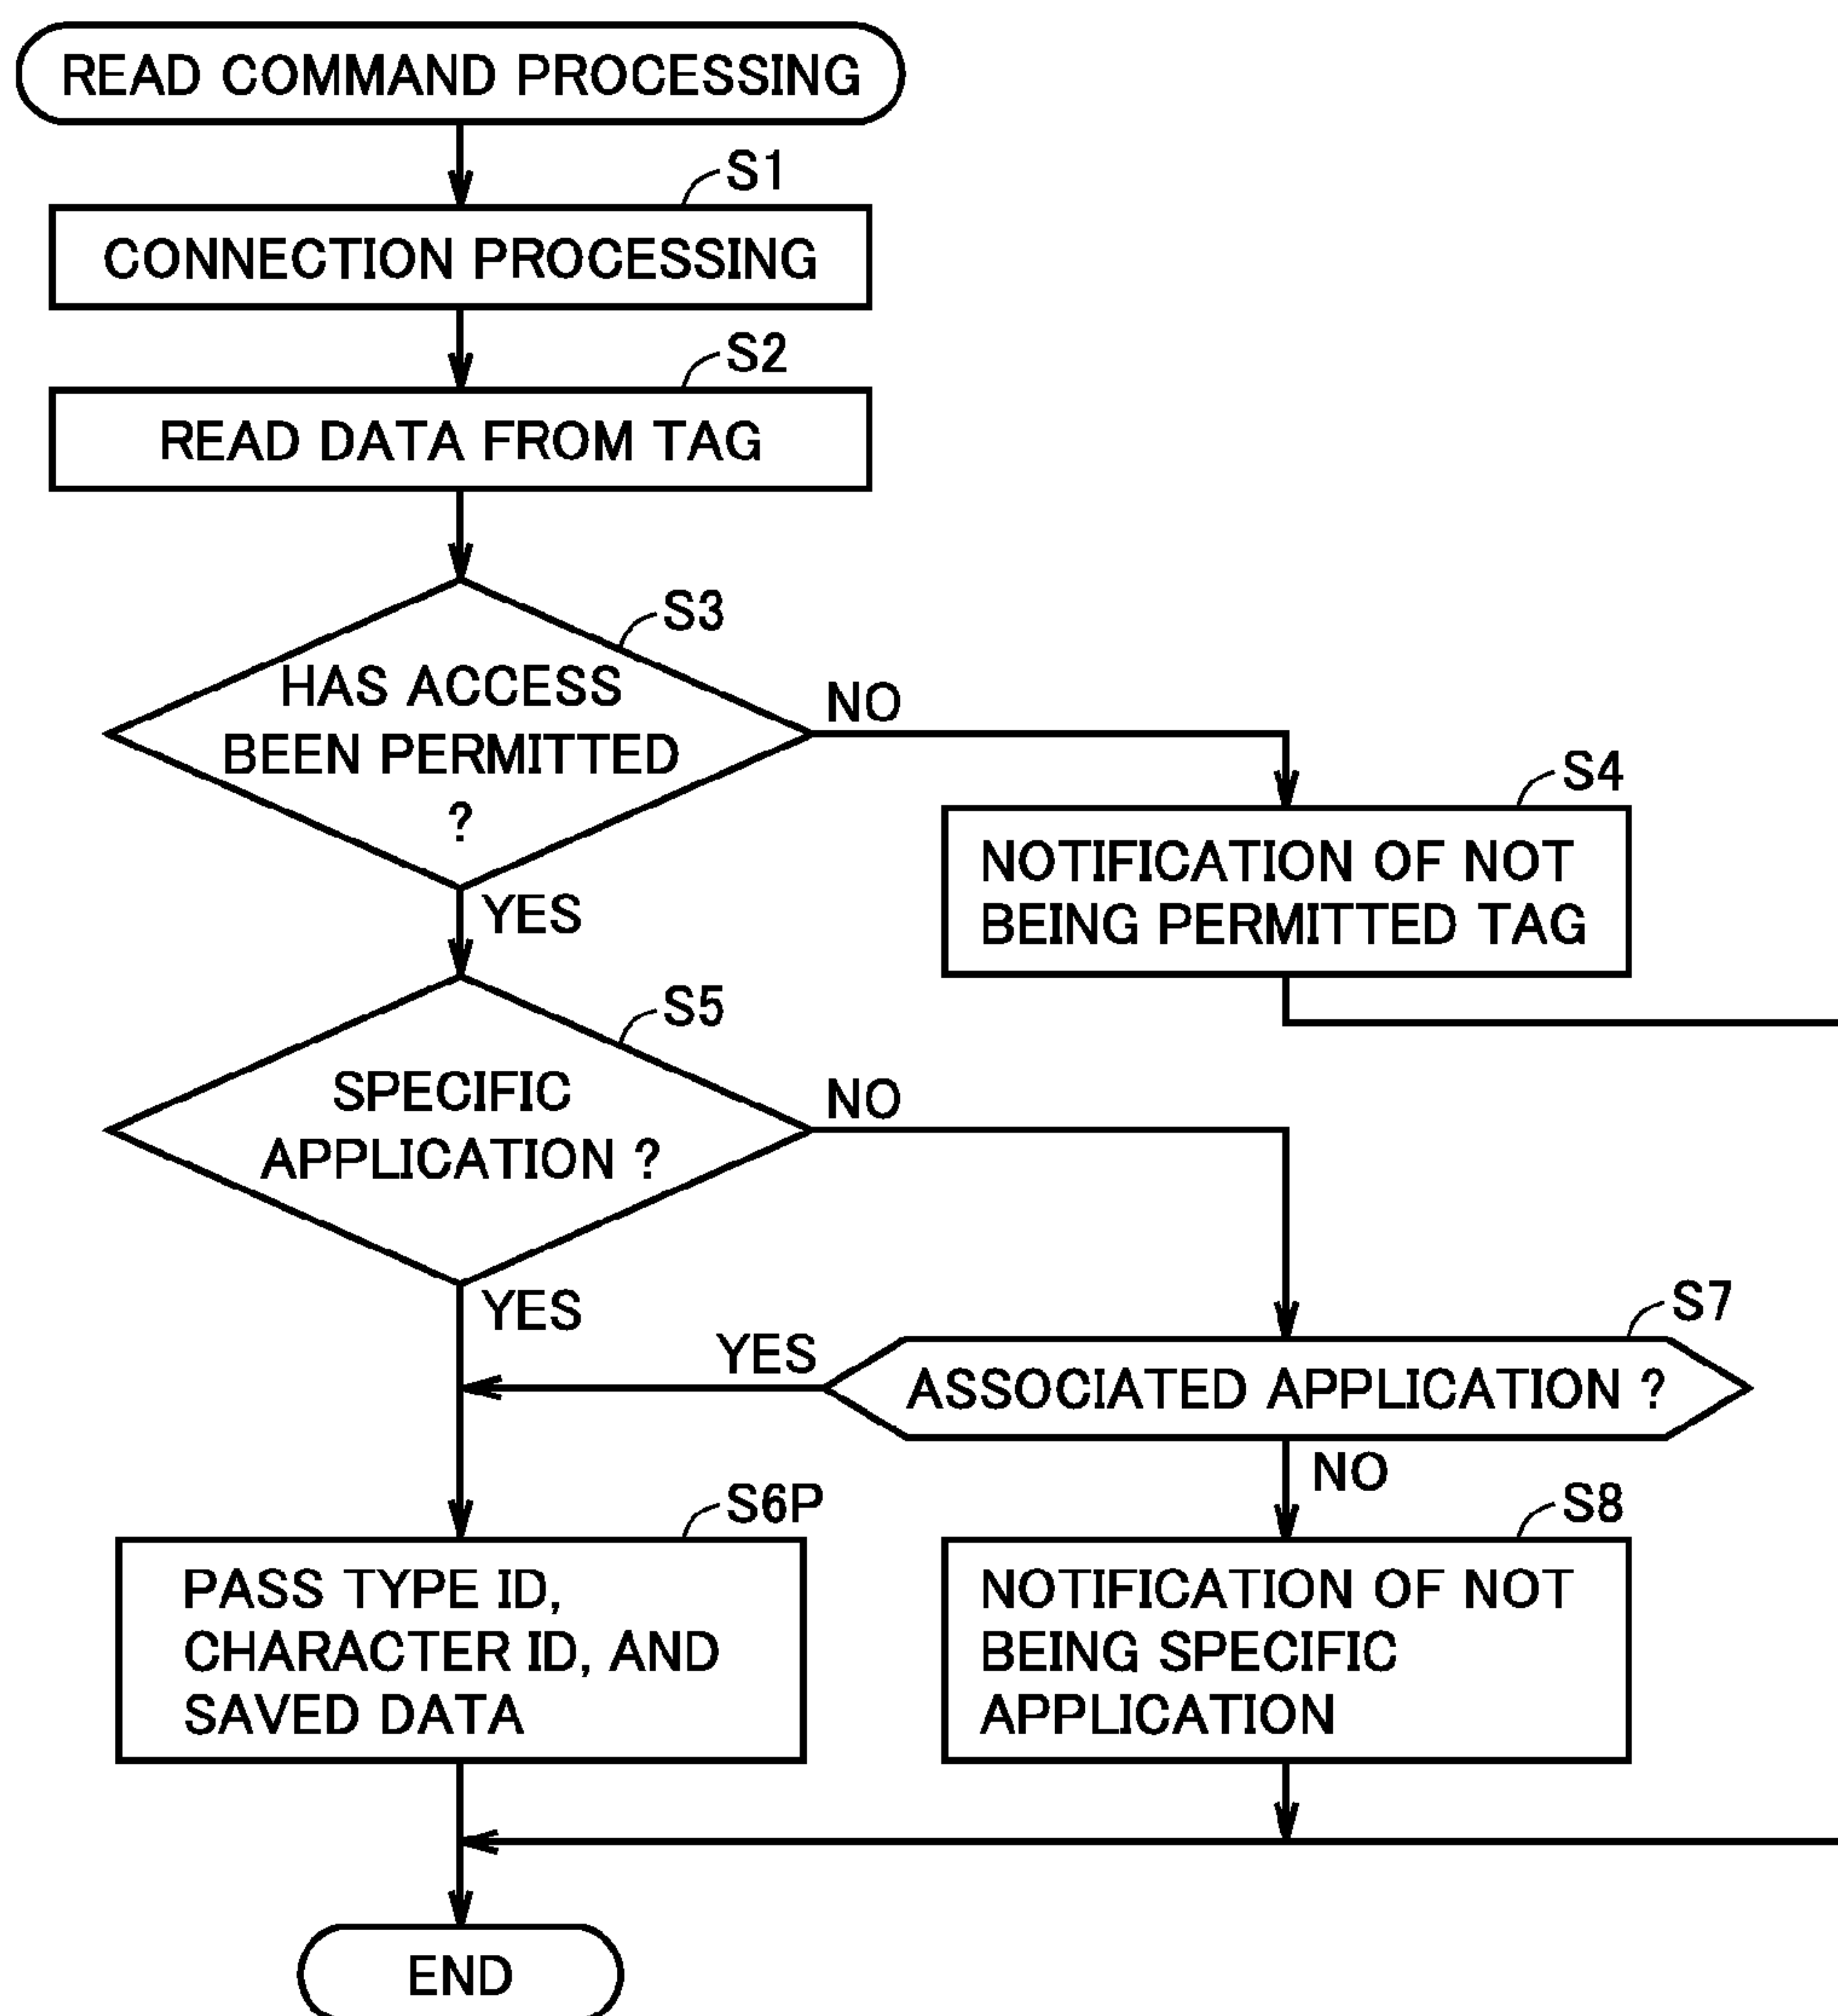 READ COMMAND PROCESSING
S1
CONNECTION PROCESSING
S2
READ DATA FROM TAG
S3
HAS ACCESS
BEEN PERMITTED
?
NO
S4
NOTIFICATION OF NOT
BEING PERMITTED TAG
YES
S5
SPECIFIC
APPLICATION ?
NO
YES
S7
YES
ASSOCIATED APPLICATION ?
NO
S6P
PASS TYPE ID,
CHARACTER ID, AND
SAVED DATA
S8
NOTIFICATION OF NOT
BEING SPECIFIC
APPLICATION
END